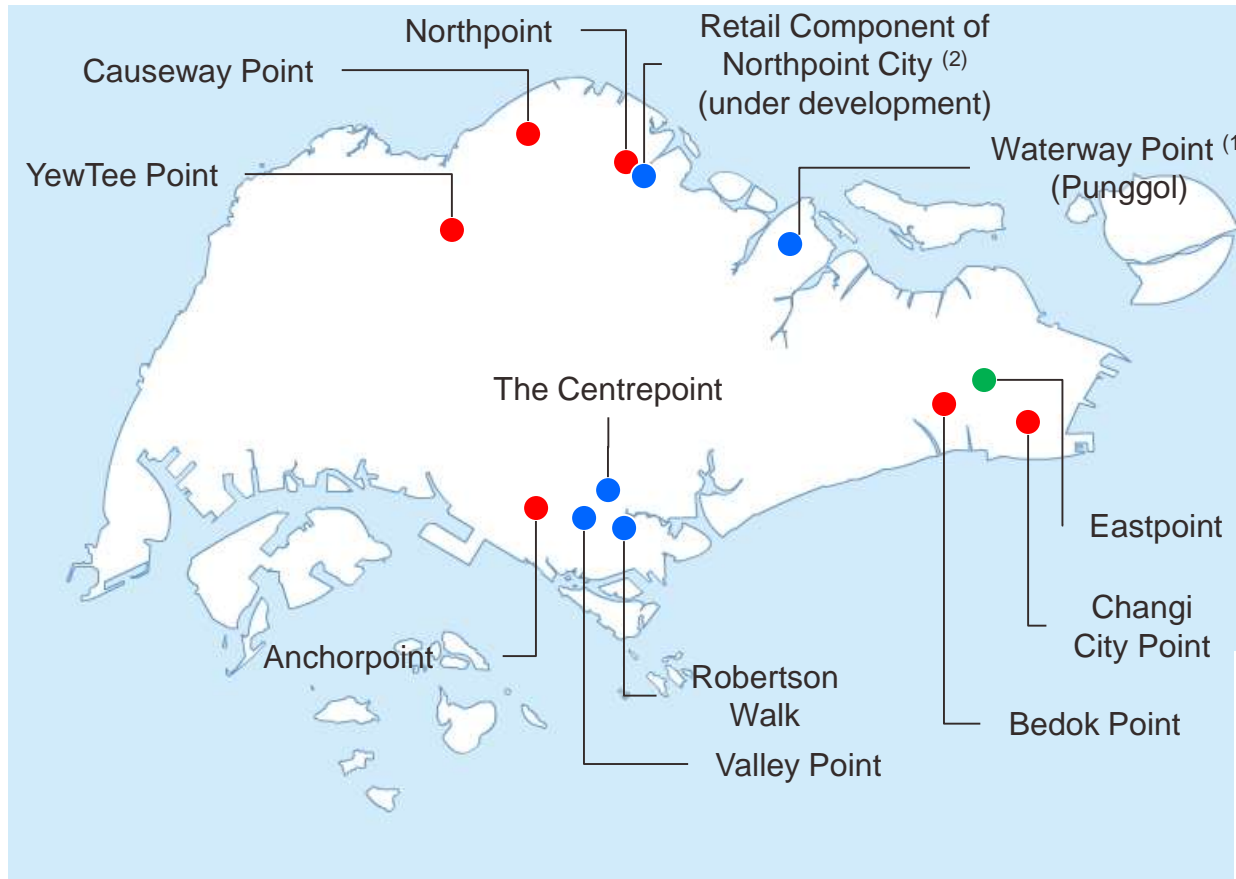 Northpoint
Retail Component of
Northpoint City (2)
(under development)
Causeway Point
Waterway Point (1
(Punggol)
YewTee Point
The Centrepoint
Eastpoint
Changi
City Point
Anchorpoint
Robertson
Walk
Bedok Point
Valley Point